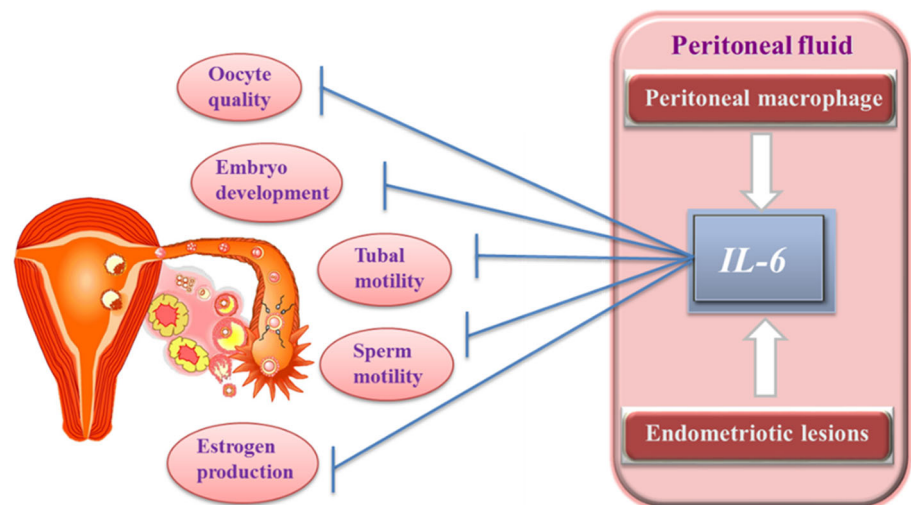 Peritoneal fluid
Peritoneal macrophage
IL-6
Endometriotic lesions
Oocyte
quality
Embryo
development
Tubal
motility
Sperm
motility
Estrogen
production